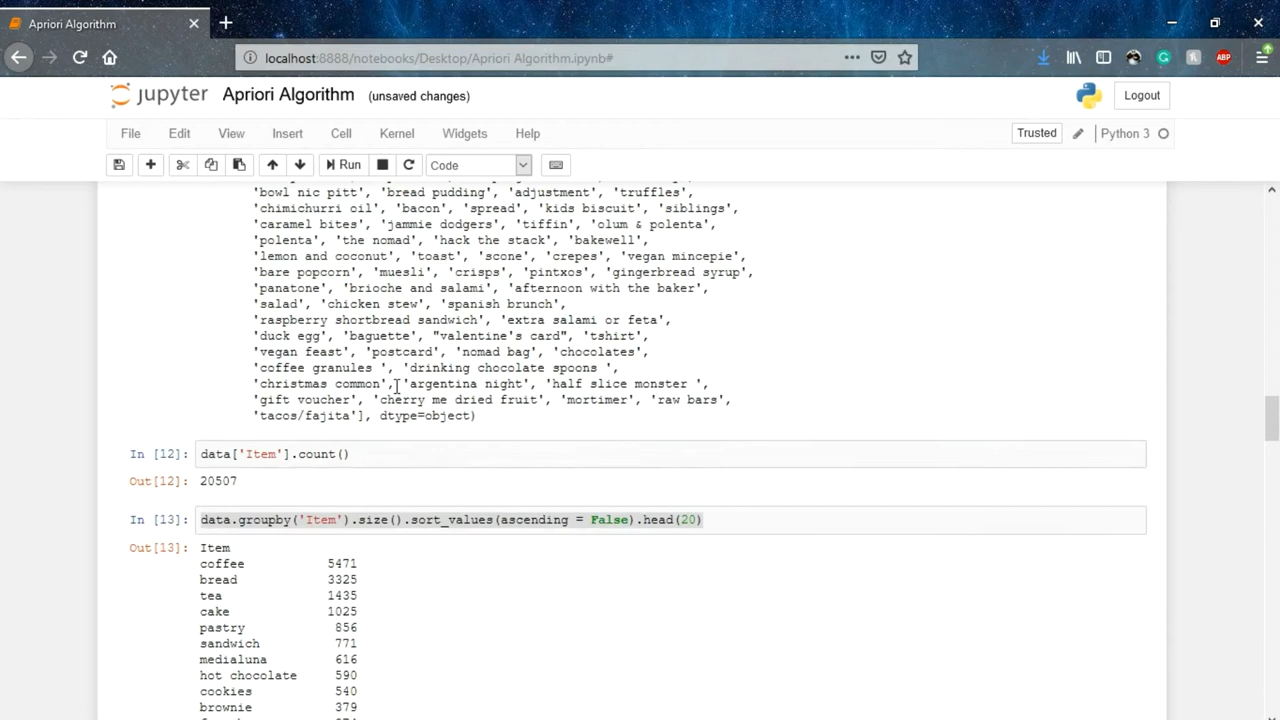 Apriori Algorithm
localhost:8888/notebooks/Desktop/Apriori Algorithm.ipynb#
ABP
jupyter Apriori Algorithm (unsaved changes)
Logout
File Edit View Insert Cell Kernel Widgets Help
Trusted
Python 3
Run
Code
'bowl nic pitt', 'bread pudding', 'adjustment', 'truffles',
'chimichurri oil', 'bacon', 'spread', 'kids biscuit', 'siblings',
'caramel bites', 'jammie dodgers', 'tiffin', 'olum & polenta',
'polenta', 'the nomad', 'hack the stack', 'bakewell',
'lemon and coconut', 'toast', 'scone', 'crepes', 'vegan mincepie',
'bare popcorn', 'muesli', 'crisps', 'pintxos', 'gingerbread syrup',
'panatone', 'brioche and salami', 'afternoon with the baker',
'salad', 'chicken stew', 'spanish brunch',
'raspberry shortbread sandwich', 'extra salami or feta',
'duck egg', 'baguette', "valentine's card", 'tshirt',
'vegan feast', 'postcard', 'nomad bag', 'chocolates',
'coffee granules ', 'drinking chocolate spoons ',
'christmas common', 'argentina night', 'half slice monster ',
'gift voucher', 'cherry me dried fruit', 'mortimer', 'raw bars',
'tacos/fajita'], dtype=object)
In [12]: data['Item'].count()
Out[12]: 20507
In [13]: data.groupby('Item').size().sort_values(ascending = False).head(20)
Out[13]: Item
coffee 5471
bread 3325
tea 1435
cake 1025
pastry 856
sandwich 771
medialuna 616
hot chocolate 590
cookies 540
brownie 379